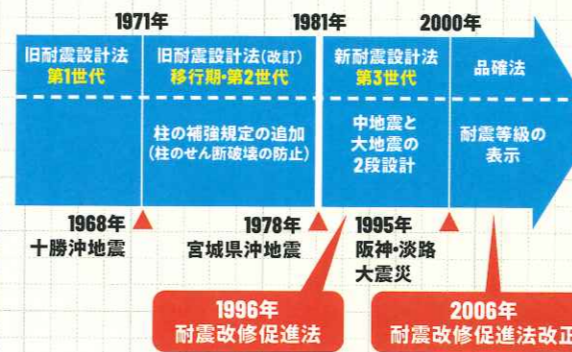 1971年
1981年
2000年
旧耐震設計法
第1世代
旧耐震設計法(改訂)
移行期・第2世代
新耐震設計法
第3世代
品確法
柱の補強規定の追加
(柱のせん断破壊の防止)
中地震と
大地震の
2段設計
耐震等級の
表示
1968年
十勝沖地震
1978年
宮城県沖地震
1995年
阪神・淡路
大震災
1996年
耐震改修促進法
2006年
耐震改修促進法改正